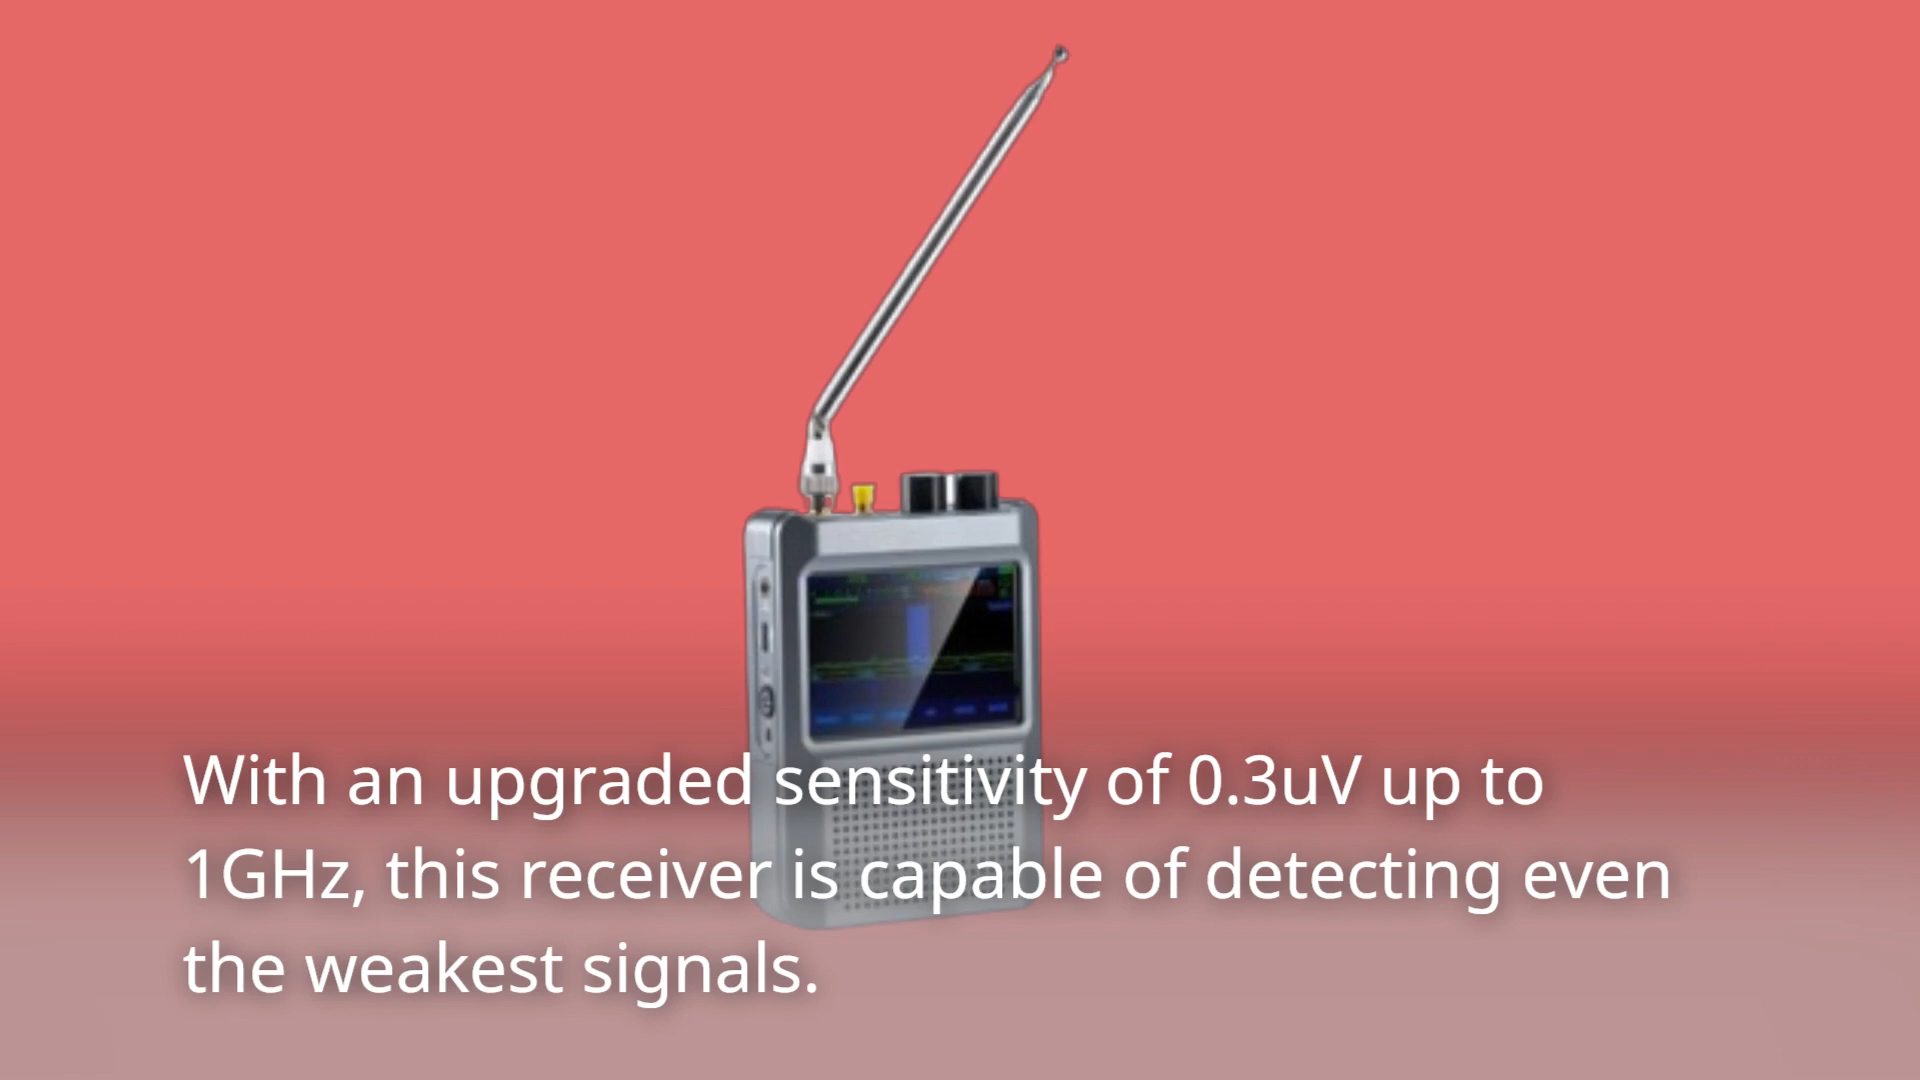 With an upgraded sensitivity of 0.3uV up to
1GHz, this receiver is capable of detecting even
the weakest signals.